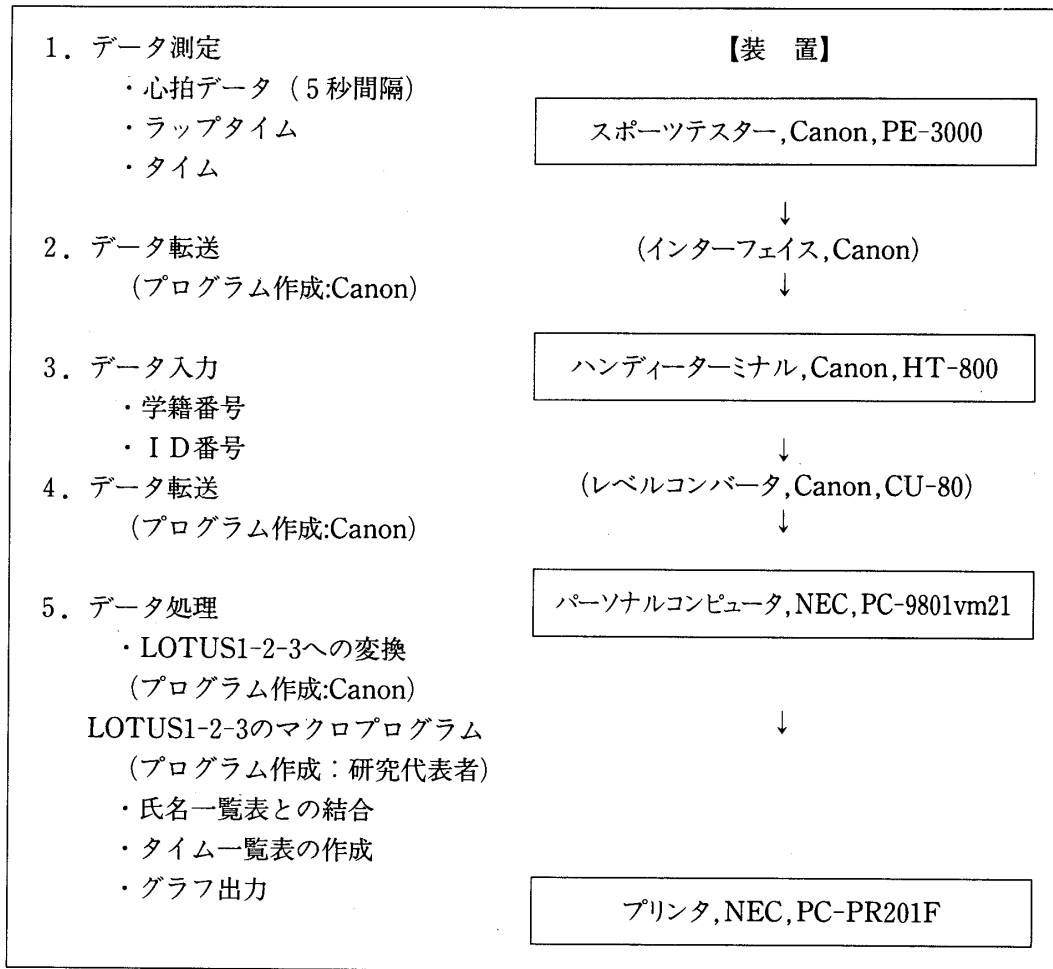 1．データ測定
・心拍データ（5秒間隔）
・ラップタイム
・タイム
2．データ転送
（プログラム作成:Canon）
3．データ入力
・学籍番号
・ＩＤ番号
4．データ転送
（プログラム作成:Canon）
5．データ処理
・LOTUS1-2-3への変換
（プログラム作成:Canon）
LOTUS1-2-3のマクロプログラム
（プログラム作成：研究代表者）
・氏名一覧表との結合
・タイム一覧表の作成
・グラフ出力
【装　置】
スポーツテスター,Canon,PE-3000
↓
（インターフェイス,Canon）
↓
ハンディーターミナル,Canon,HT-800
↓
（レベルコンバータ,Canon,CU-80）
↓
パーソナルコンピュータ,NEC,PC-9801vm21
↓
プリンタ,NEC,PC-PR201F